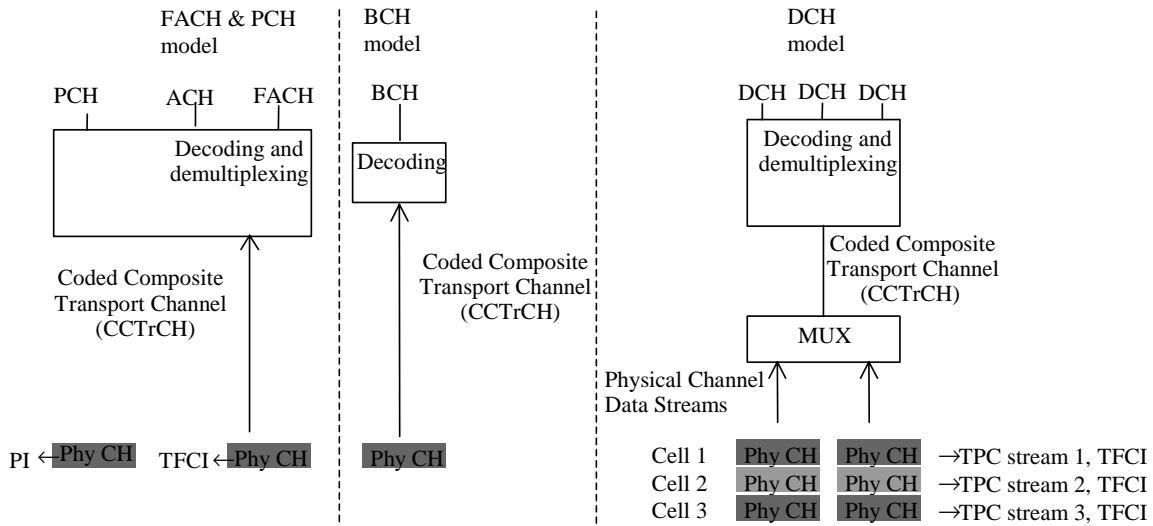 FACH & PCH
model
PCH
ACH
FACH
Decoding and
demultiplexing
Coded Composite
Transport Channel
(CCTrCH)
PI ←Phy CH
TFCI ←Phy CH
BCH
model
BCH
Decoding
Coded Composite
Transport Channel
(CCTrCH)
Phy CH
DCH
model
DCH DCH DCH
Decoding and
demultiplexing
Coded Composite
Transport Channel
(CCTrCH)
MUX
Physical Channel
Data Streams
Cell 1 Phy CH Phy CH →TPC stream 1, TFCI
Cell 2 Phy CH Phy CH →TPC stream 2, TFCI
Cell 3 Phy CH Phy CH →TPC stream 3, TFCI